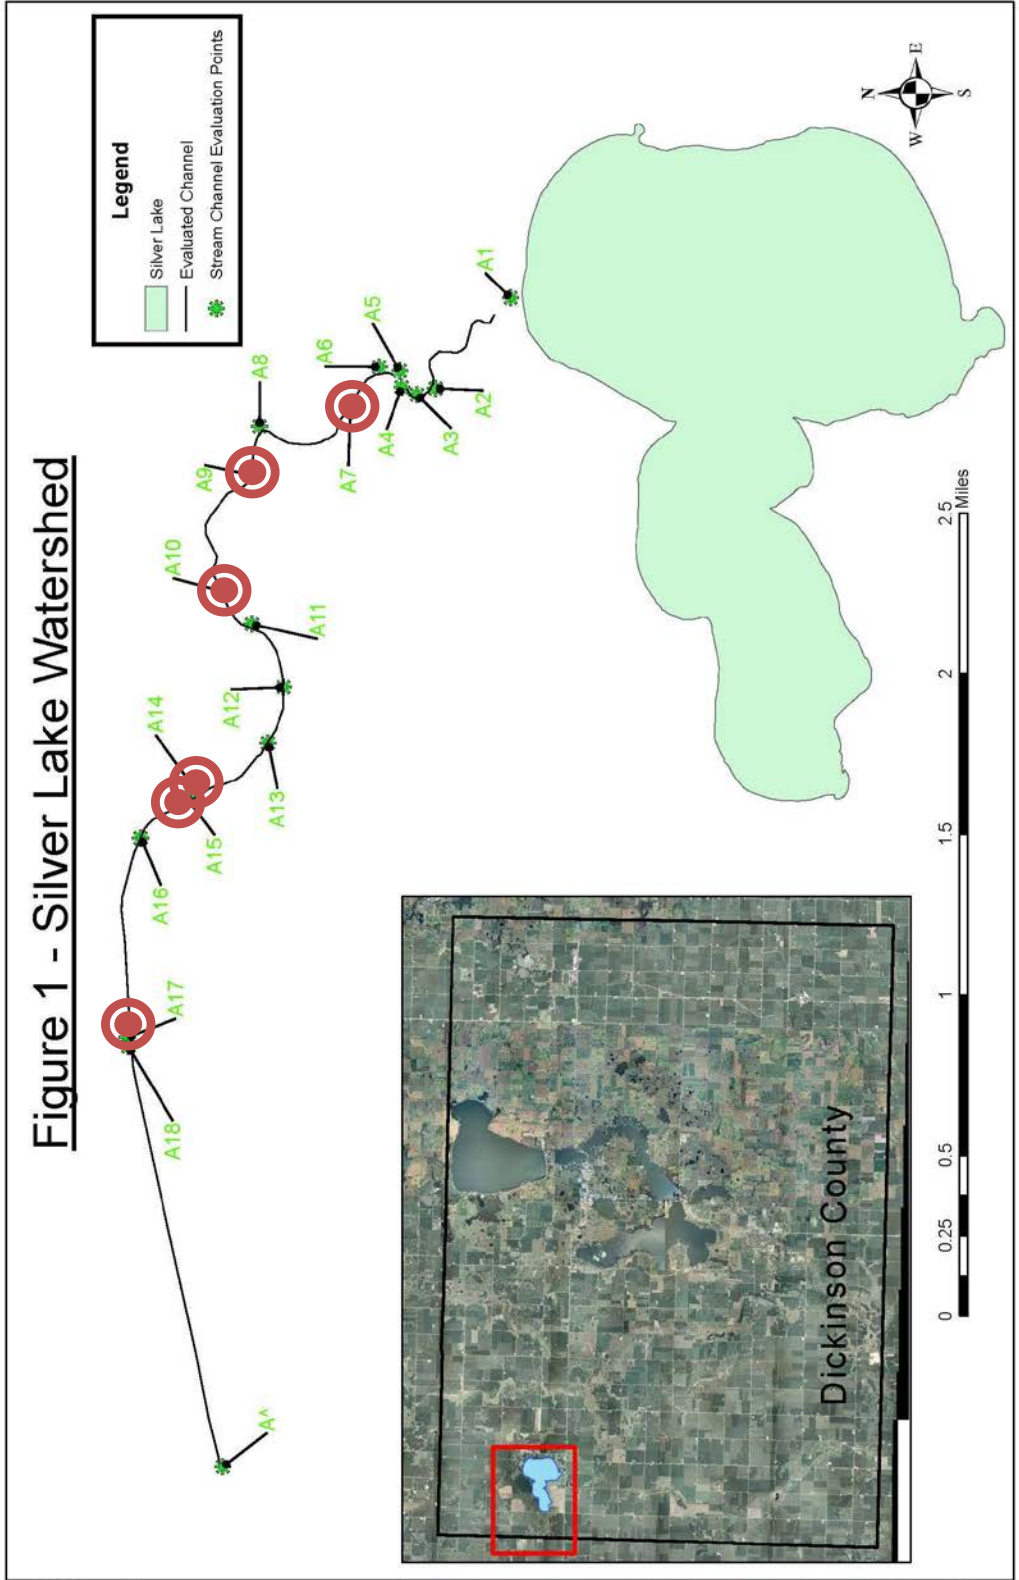 Figure 1 - Silver Lake Watershed
Legend
Silver Lake
Evaluated Channel
Stream Channel Evaluation Points
N
W
E
S
A1
A2
A3
A4
A5
A6
A7
A8
A9
A10
A11
A12
A13
A14
A15
A16
A17
A18
A^
Dickinson County
0 0.25 0.5 1 1.5 2 2.5
Miles